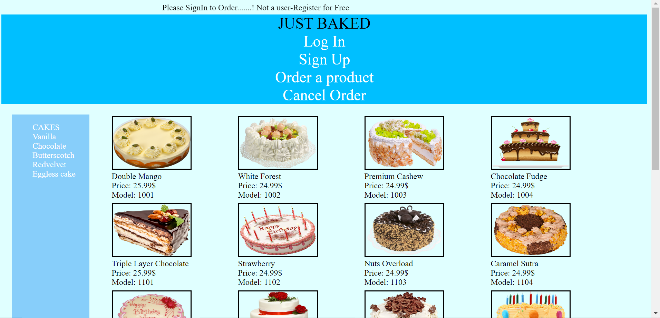 Please SignIn to Order.......! Not a user-Register for Free
JUST BAKED
Log In
Sign Up
Order a product
Cancel Order
CAKES
Vanilla
Chocolate
Butterscotch
Redvelvet
Eggless cake
Double Mango
Price: 25.99$
Model: 1001
White Forest
Price: 24.99$
Model: 1002
Premium Cashew
Price: 24.99$
Model: 1003
Chocolate Fudge
Price: 24.99$
Model: 1004
Triple Layer Chocolate
Price: 25.99$
Model: 1101
Strawberry
Price: 24.99$
Model: 1102
Nuts Overload
Price: 24.99$
Model: 1103
Caramel Sutra
Price: 24.99$
Model: 1104